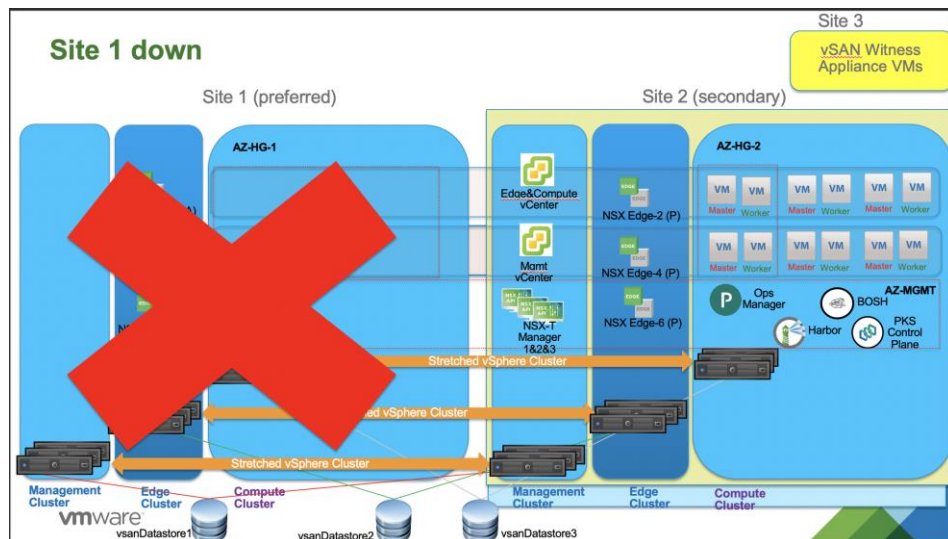 Site 1 down
Site 3
vSAN Witness
Appliance VMs
Site 1 (preferred)
Site 2 (secondary)
AZ-HG-1
AZ-HG-2
Edge&Compute
vCenter
EDGE
NSX Edge-2 (P)
VM VM VM VM VM VM
Master Worker Master Worker Master Worker
Mgmt
vCenter
EDGE
NSX Edge-4 (P)
VM VM VM VM VM VM
Master Worker Master Worker Master Worker
AZ-MGMT
NSX API
NSX-T
Manager
1&2&3
EDGE
NSX Edge-6 (P)
P
Ops
Manager
BOSH
Harbor
PKS
Control
Plane
Stretched vSphere Cluster
vSphere Cluster
Stretched vSphere Cluster
Management
Cluster
Edge
Cluster
Compute
Cluster
Management
Cluster
Edge
Cluster
Compute
Cluster
vmware
vsanDatastore1
vsanDatastore2
vsanDatastore3